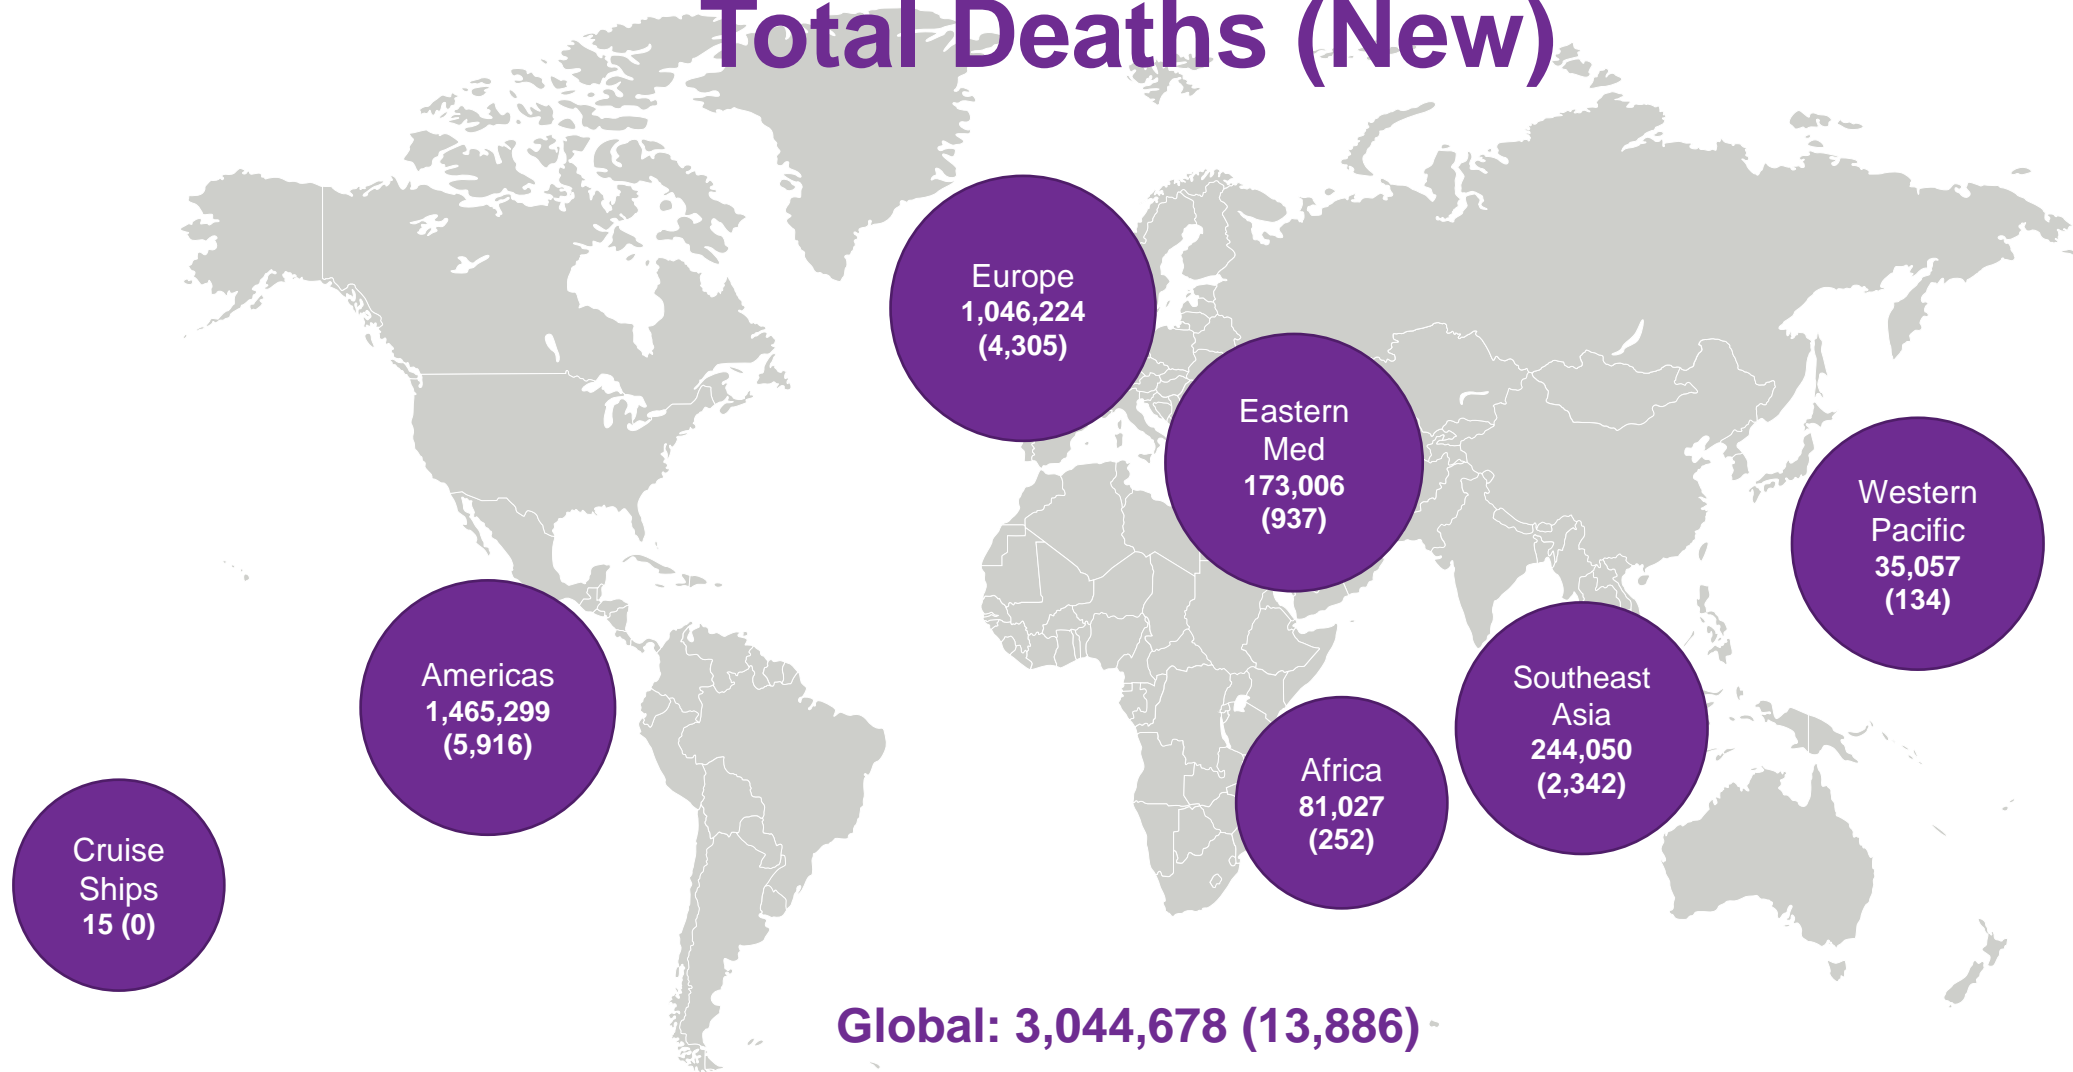 Total Deaths (New)
Europe
1,046,224
(4,305)
Eastern
Med
173,006
(937)
Western
Pacific
35,057
(134)
Americas
1,465,299
(5,916)
Southeast
Asia
244,050
(2,342)
Africa
81,027
(252)
Cruise
Ships
15 (0)
Global: 3,044,678 (13,886)